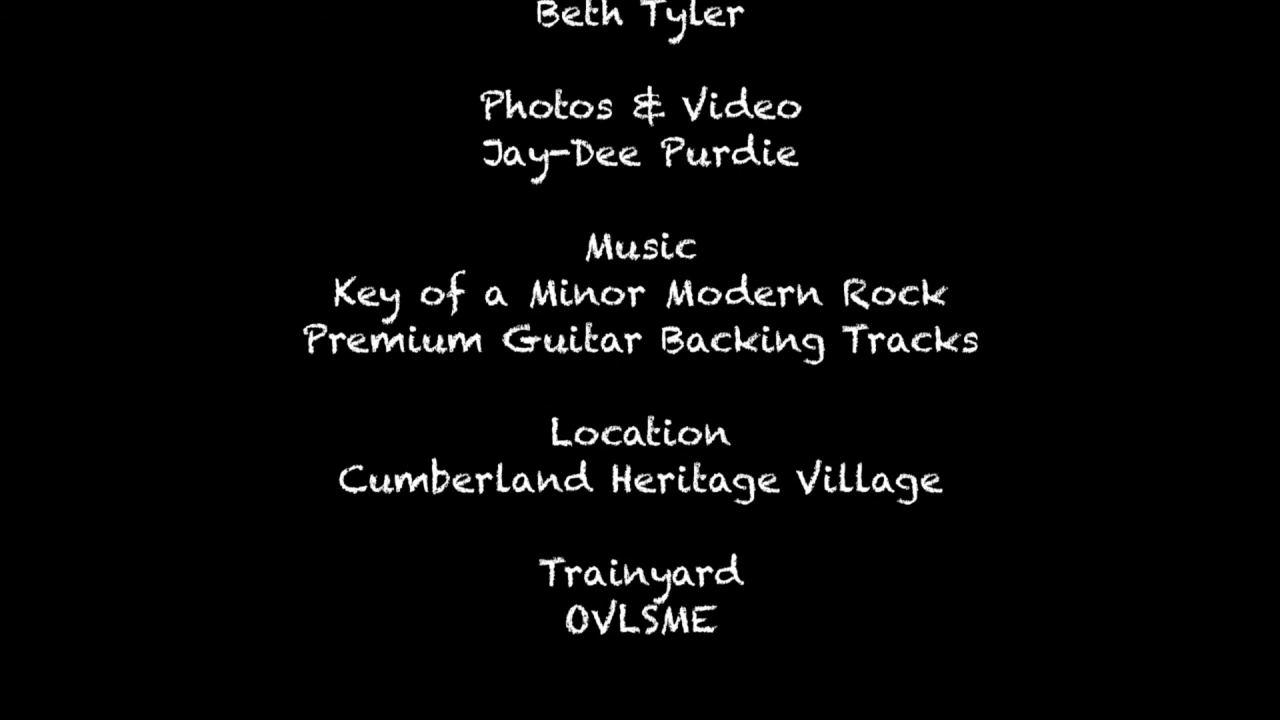 Beth Tyler
Photos & Video
Jay-Dee Purdie
Music
Key of a Minor Modern Rock
Premium Guitar Backing Tracks
Location
Cumberland Heritage Village
Trainyard
OVLSME